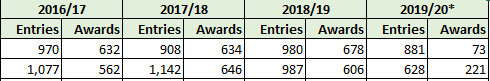 2016/17 2017/18 2018/19 2019/20*
Entries Awards Entries Awards Entries Awards Entries Awards
970 632 908 634 980 678 881 73
1,077 562 1,142 646 987 606 628 221